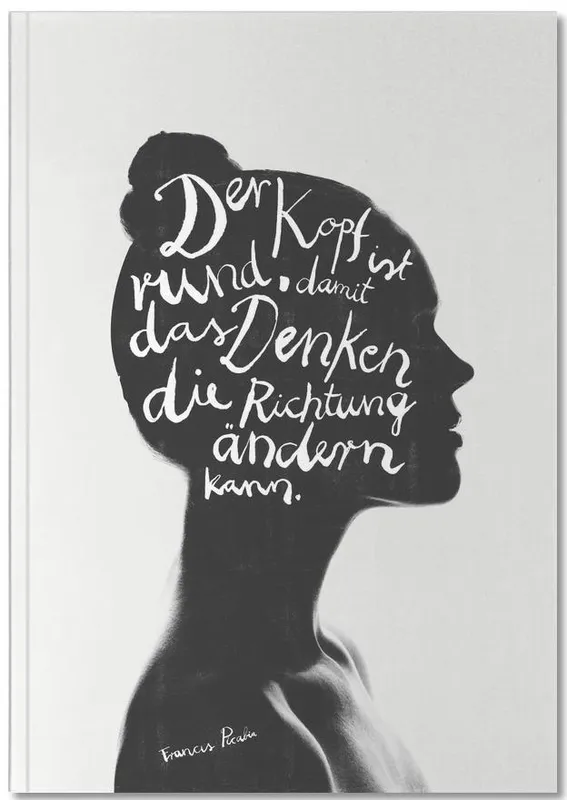 Der Kopf ist
rund, damit
das Denken
die Richtung
ändern
kann.
Francis Picabia